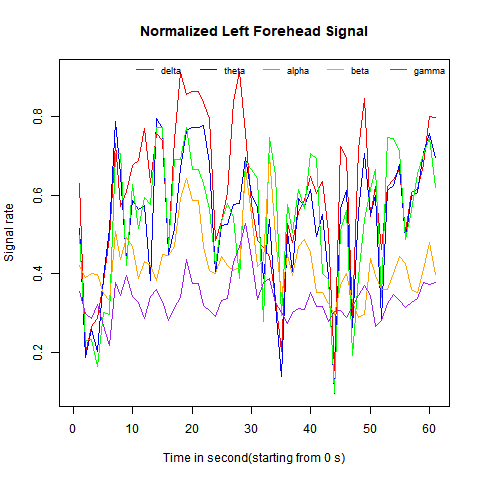 Normalized Left Forehead Signal
delta theta alpha beta gamma
0.8
0.6
0.4
0.2
Signal rate
0 10 20 30 40 50 60
Time in second(starting from 0 s)